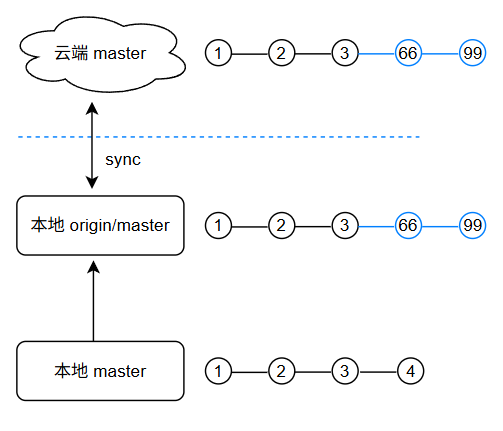 云端 master 1 2 3 66 99
sync
本地 origin/master 1 2 3 66 99
本地 master 1 2 3 4